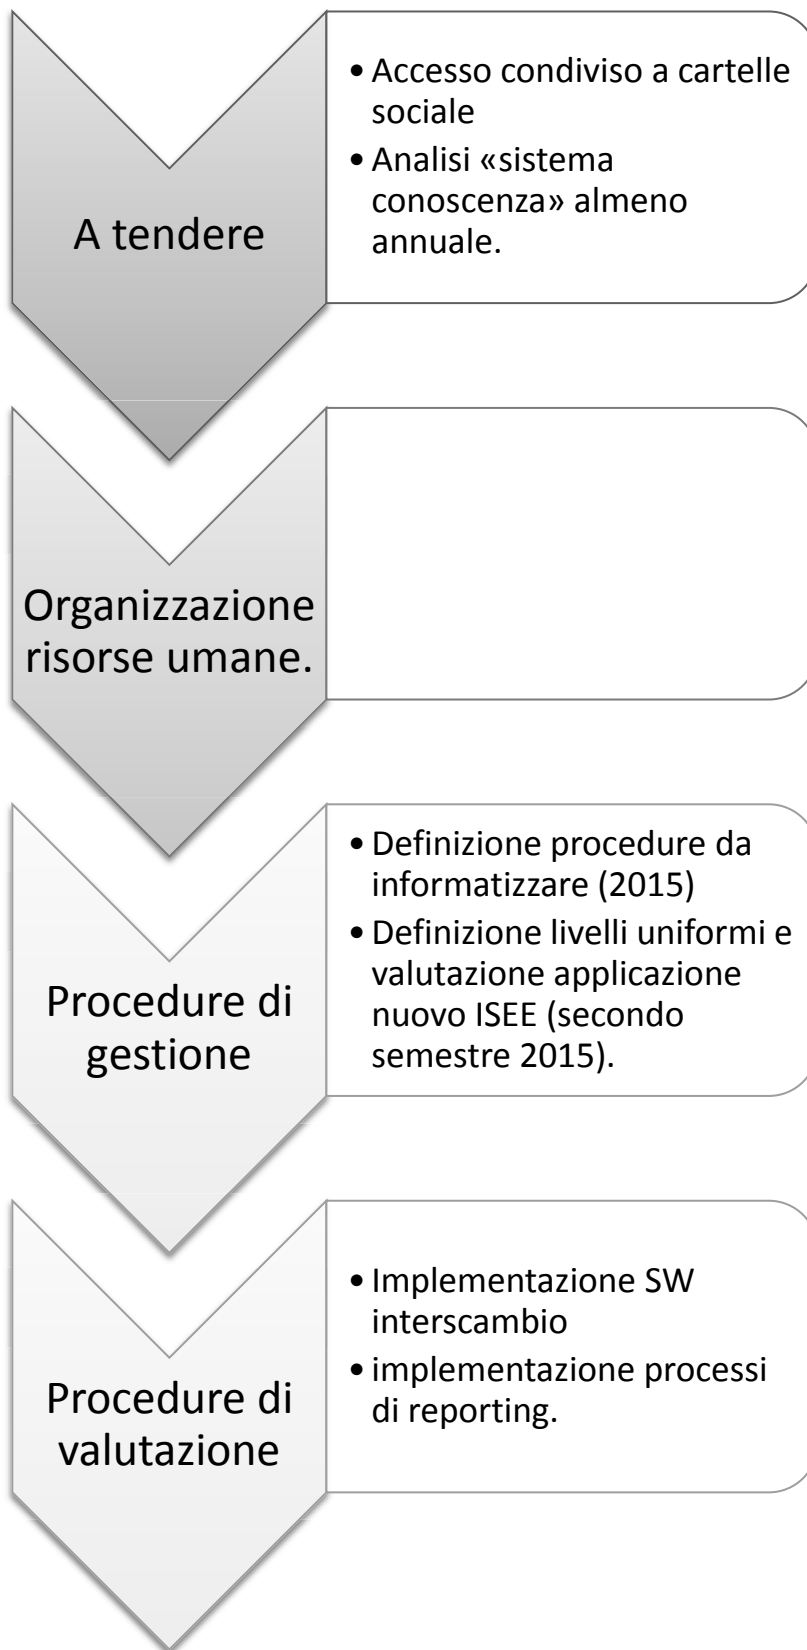 A tendere
• Accesso condiviso a cartelle
sociale
• Analisi «sistema
conoscenza» almeno
annuale.
Organizzazione
risorse umane.
Procedure di
gestione
• Definizione procedure da
informatizzare (2015)
• Definizione livelli uniformi e
valutazione applicazione
nuovo ISEE (secondo
semestre 2015).
Procedure di
valutazione
• Implementazione SW
interscambio
• implementazione processi
di reporting.